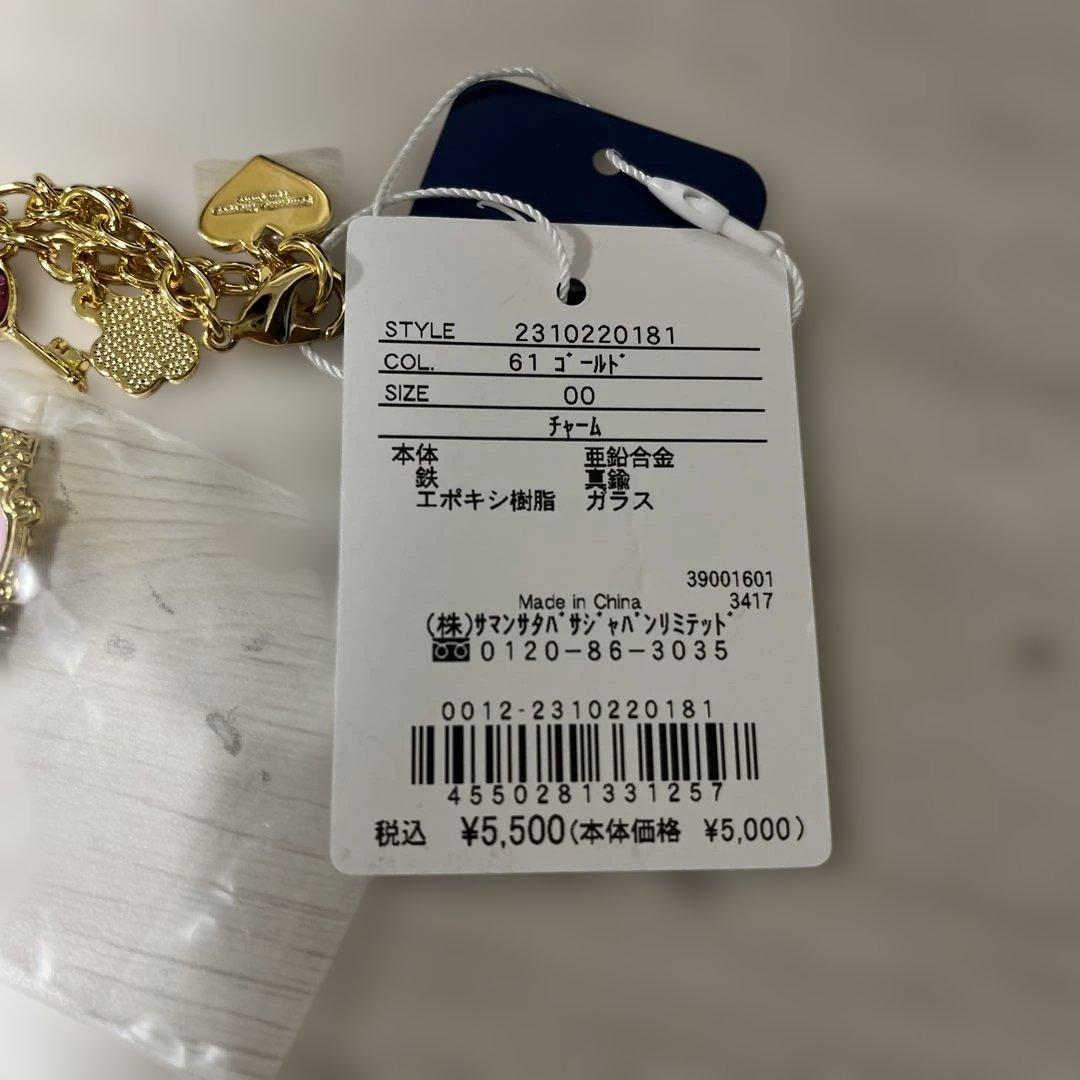 STYLE 2310220181
COL. 61 ｺﾞｰﾙﾄﾞ
SIZE 00
ﾁｬｰﾑ
本体 亜鉛合金
鉄 真鍮
エポキシ樹脂 ガラス
39001601
Made in China 3417
(株)ｻﾏﾝｻﾀﾊﾞｻｼﾞｬﾊﾟﾝﾘﾐﾃｯﾄﾞ
0120-86-3035
0012-2310220181
4550281331257
税込 ¥5,500(本体価格 ¥5,000)